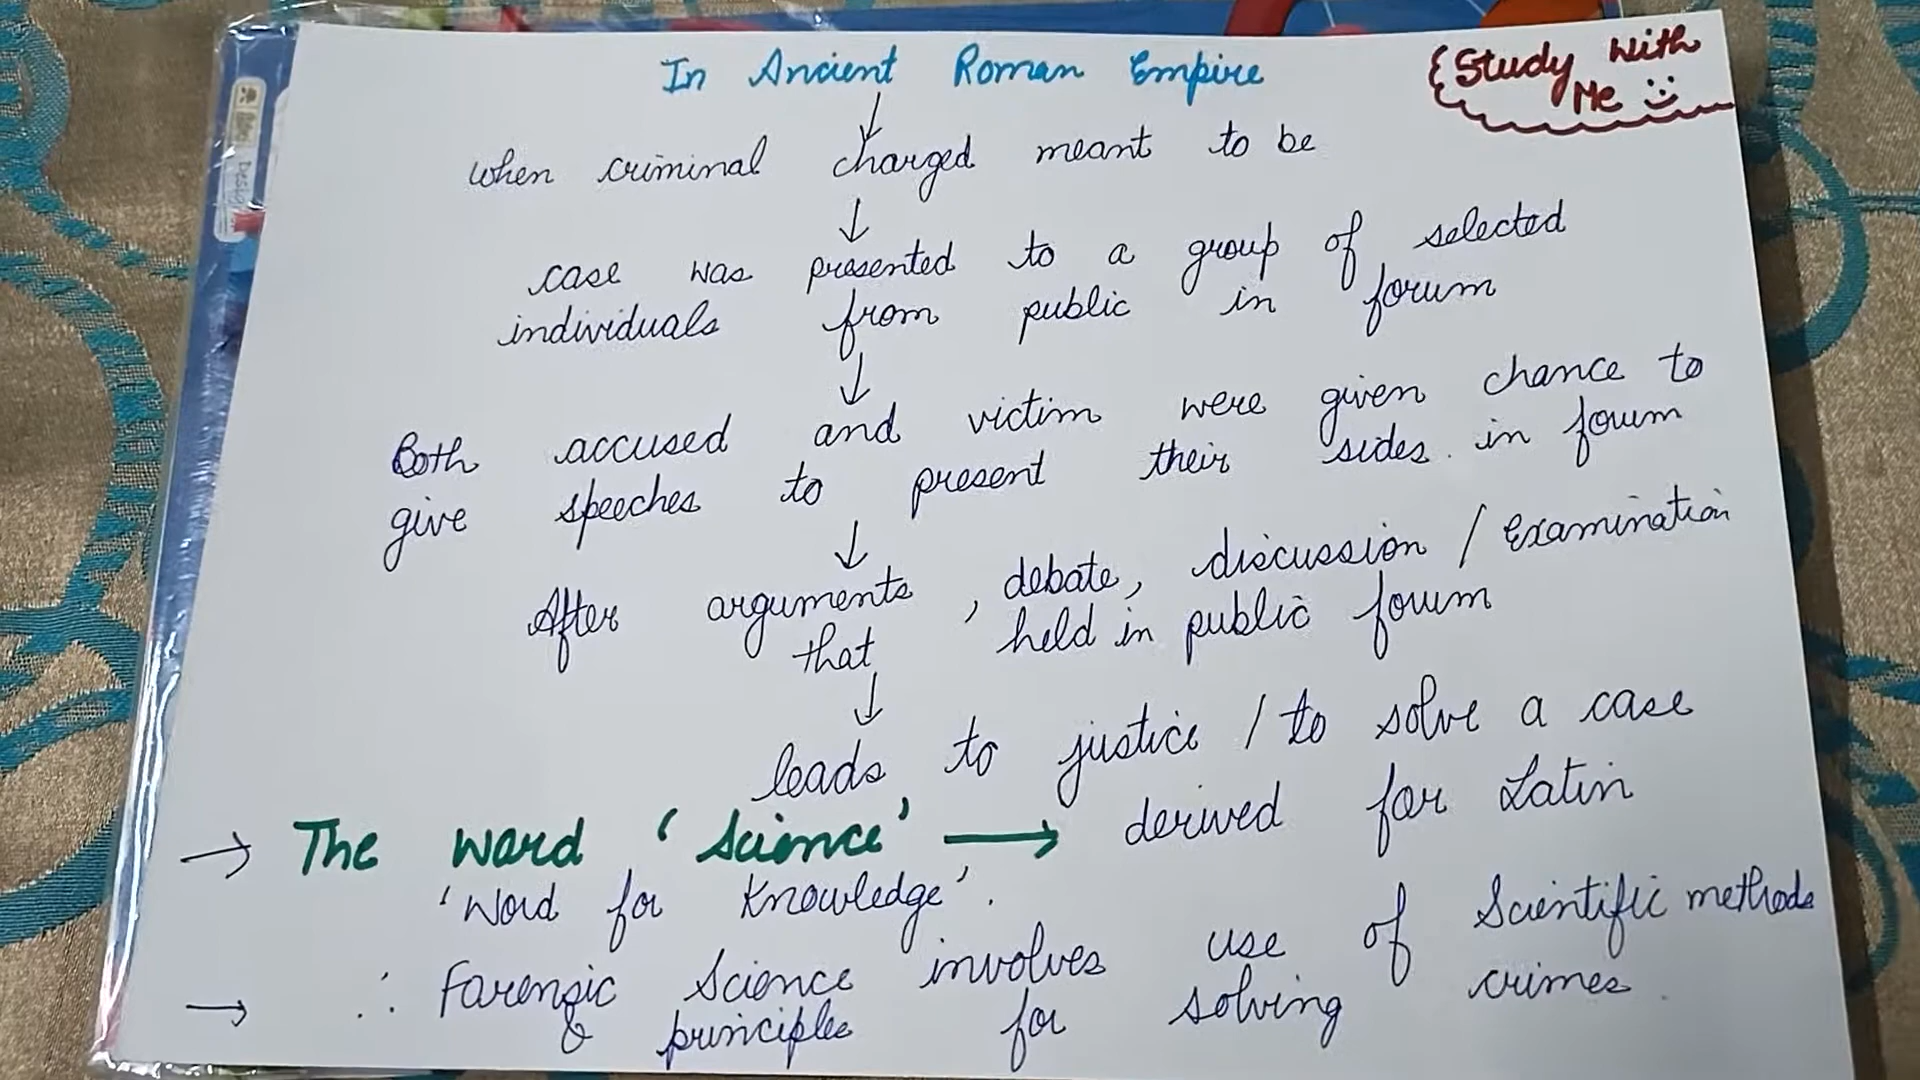 In Ancient Roman Empire
{Study With
Me
↓
when criminal charged meant to be
↓
case was presented to a group of selected
individuals from public in forum
↓
Both accused and victim were given chance to
give speeches to present their sides in forum
↓
After arguments, debate, discussion / Examination
that held in public forum
↓
leads to justice / to solve a case
→ The word 'Science' → derived for Latin
'Word for Knowledge'.
→ ∴ Forensic Science involves use of Scientific methods
& principles for solving crimes.